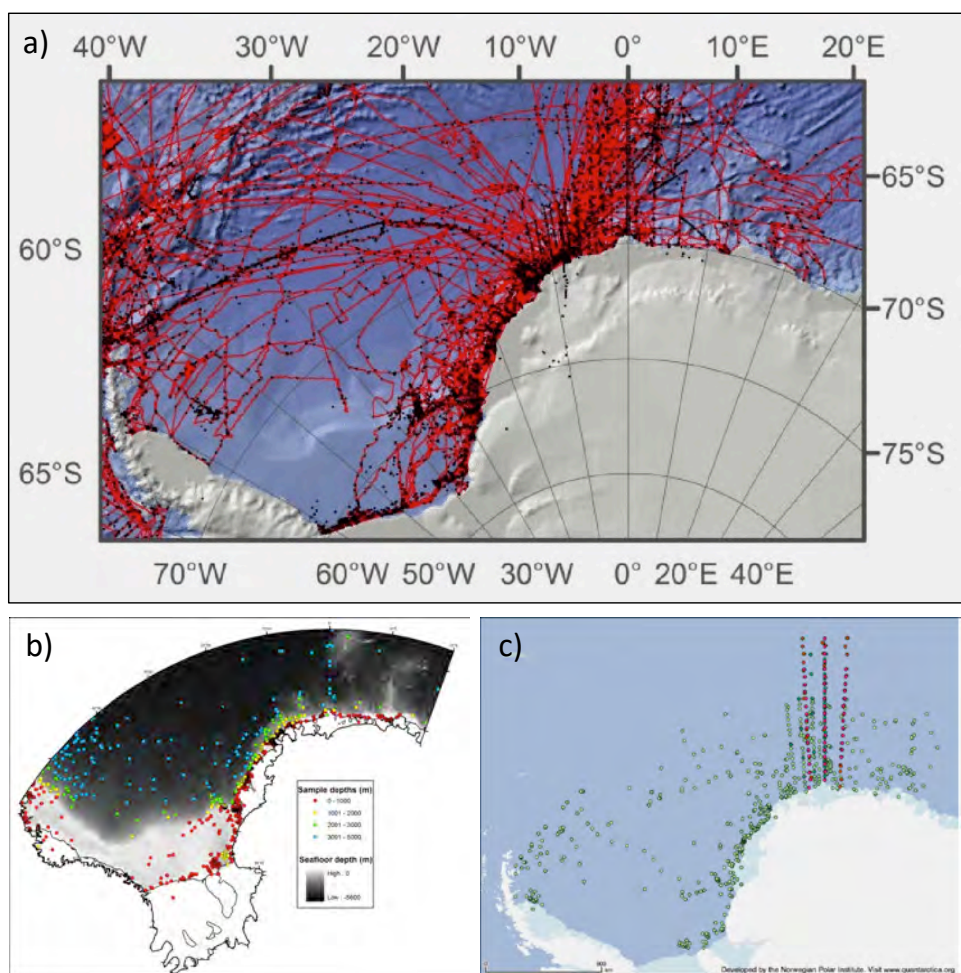 a)
40°W 30°W 20°W 10°W 0° 10°E 20°E
65°S
60°S
70°S
65°S
75°S
70°W 60°W 50°W 30°W 0° 20°E 40°E
b)
Sample depths (m)
0 - 1000
1001 - 2000
2001 - 3000
3001 - 5000
Seafloor depth (m)
High : 0
Low : -5600
c)
Developed by the Norwegian Polar Institute. Visit www.quantarctica.org